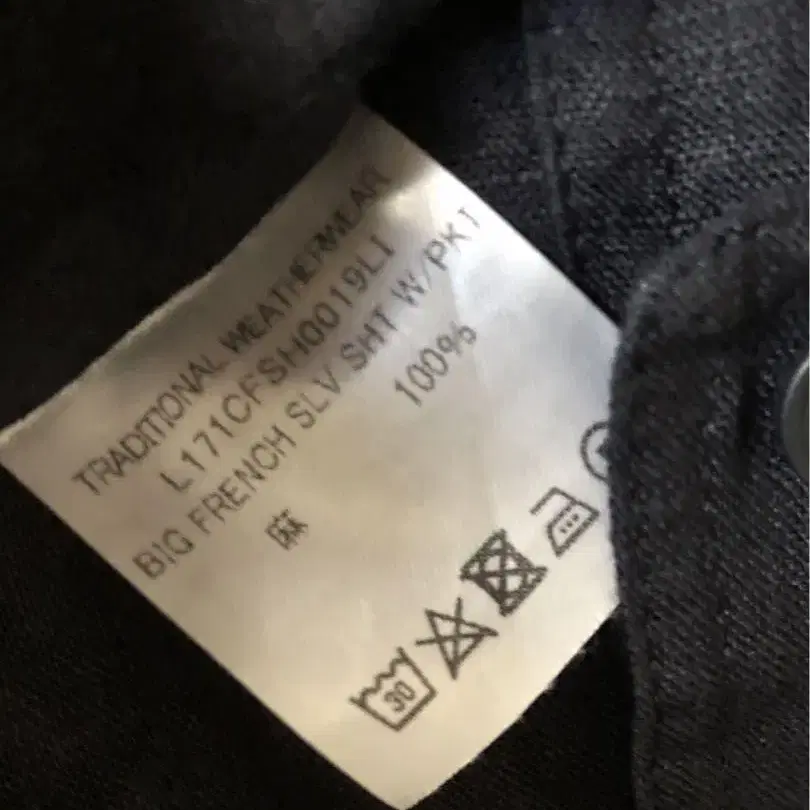 TRADITIONAL WEATHERWEAR
L171CFSH0019LI
BIG FRENCH SLV SHT W/PKT
麻 100%
30